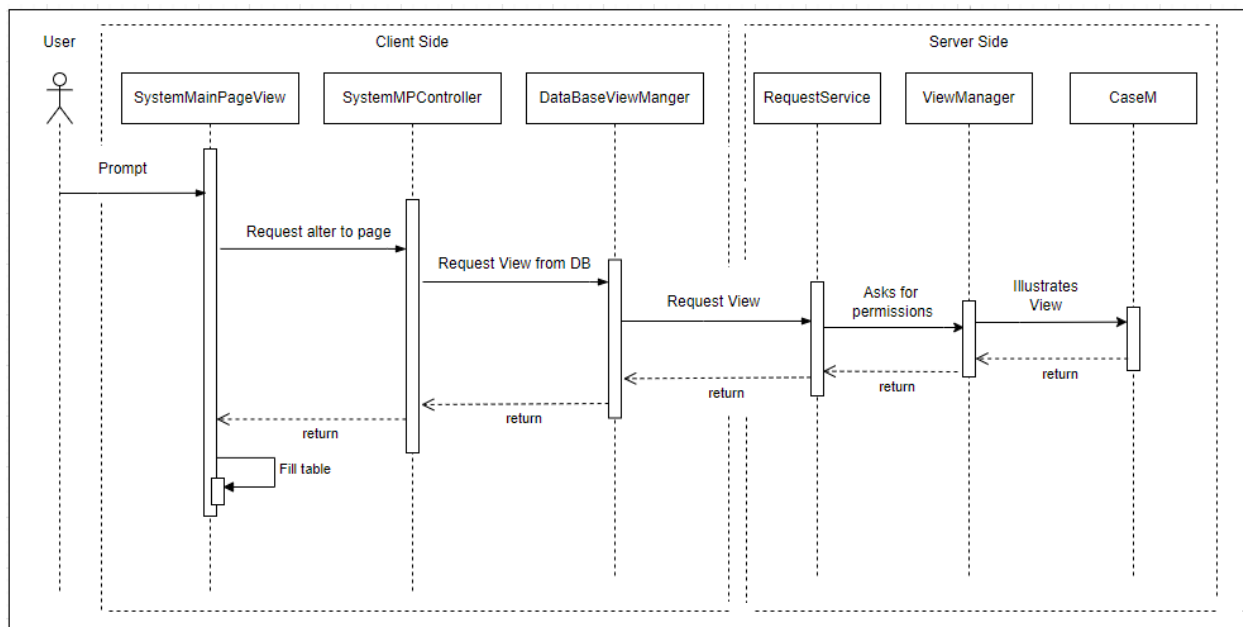 User
Client Side
Server Side
SystemMainPageView
SystemMPController
DataBaseViewManger
RequestService
ViewManager
CaseM
Prompt
Request alter to page
Request View from DB
Request View
Asks for
permissions
Illustrates
View
return
return
return
return
return
Fill table